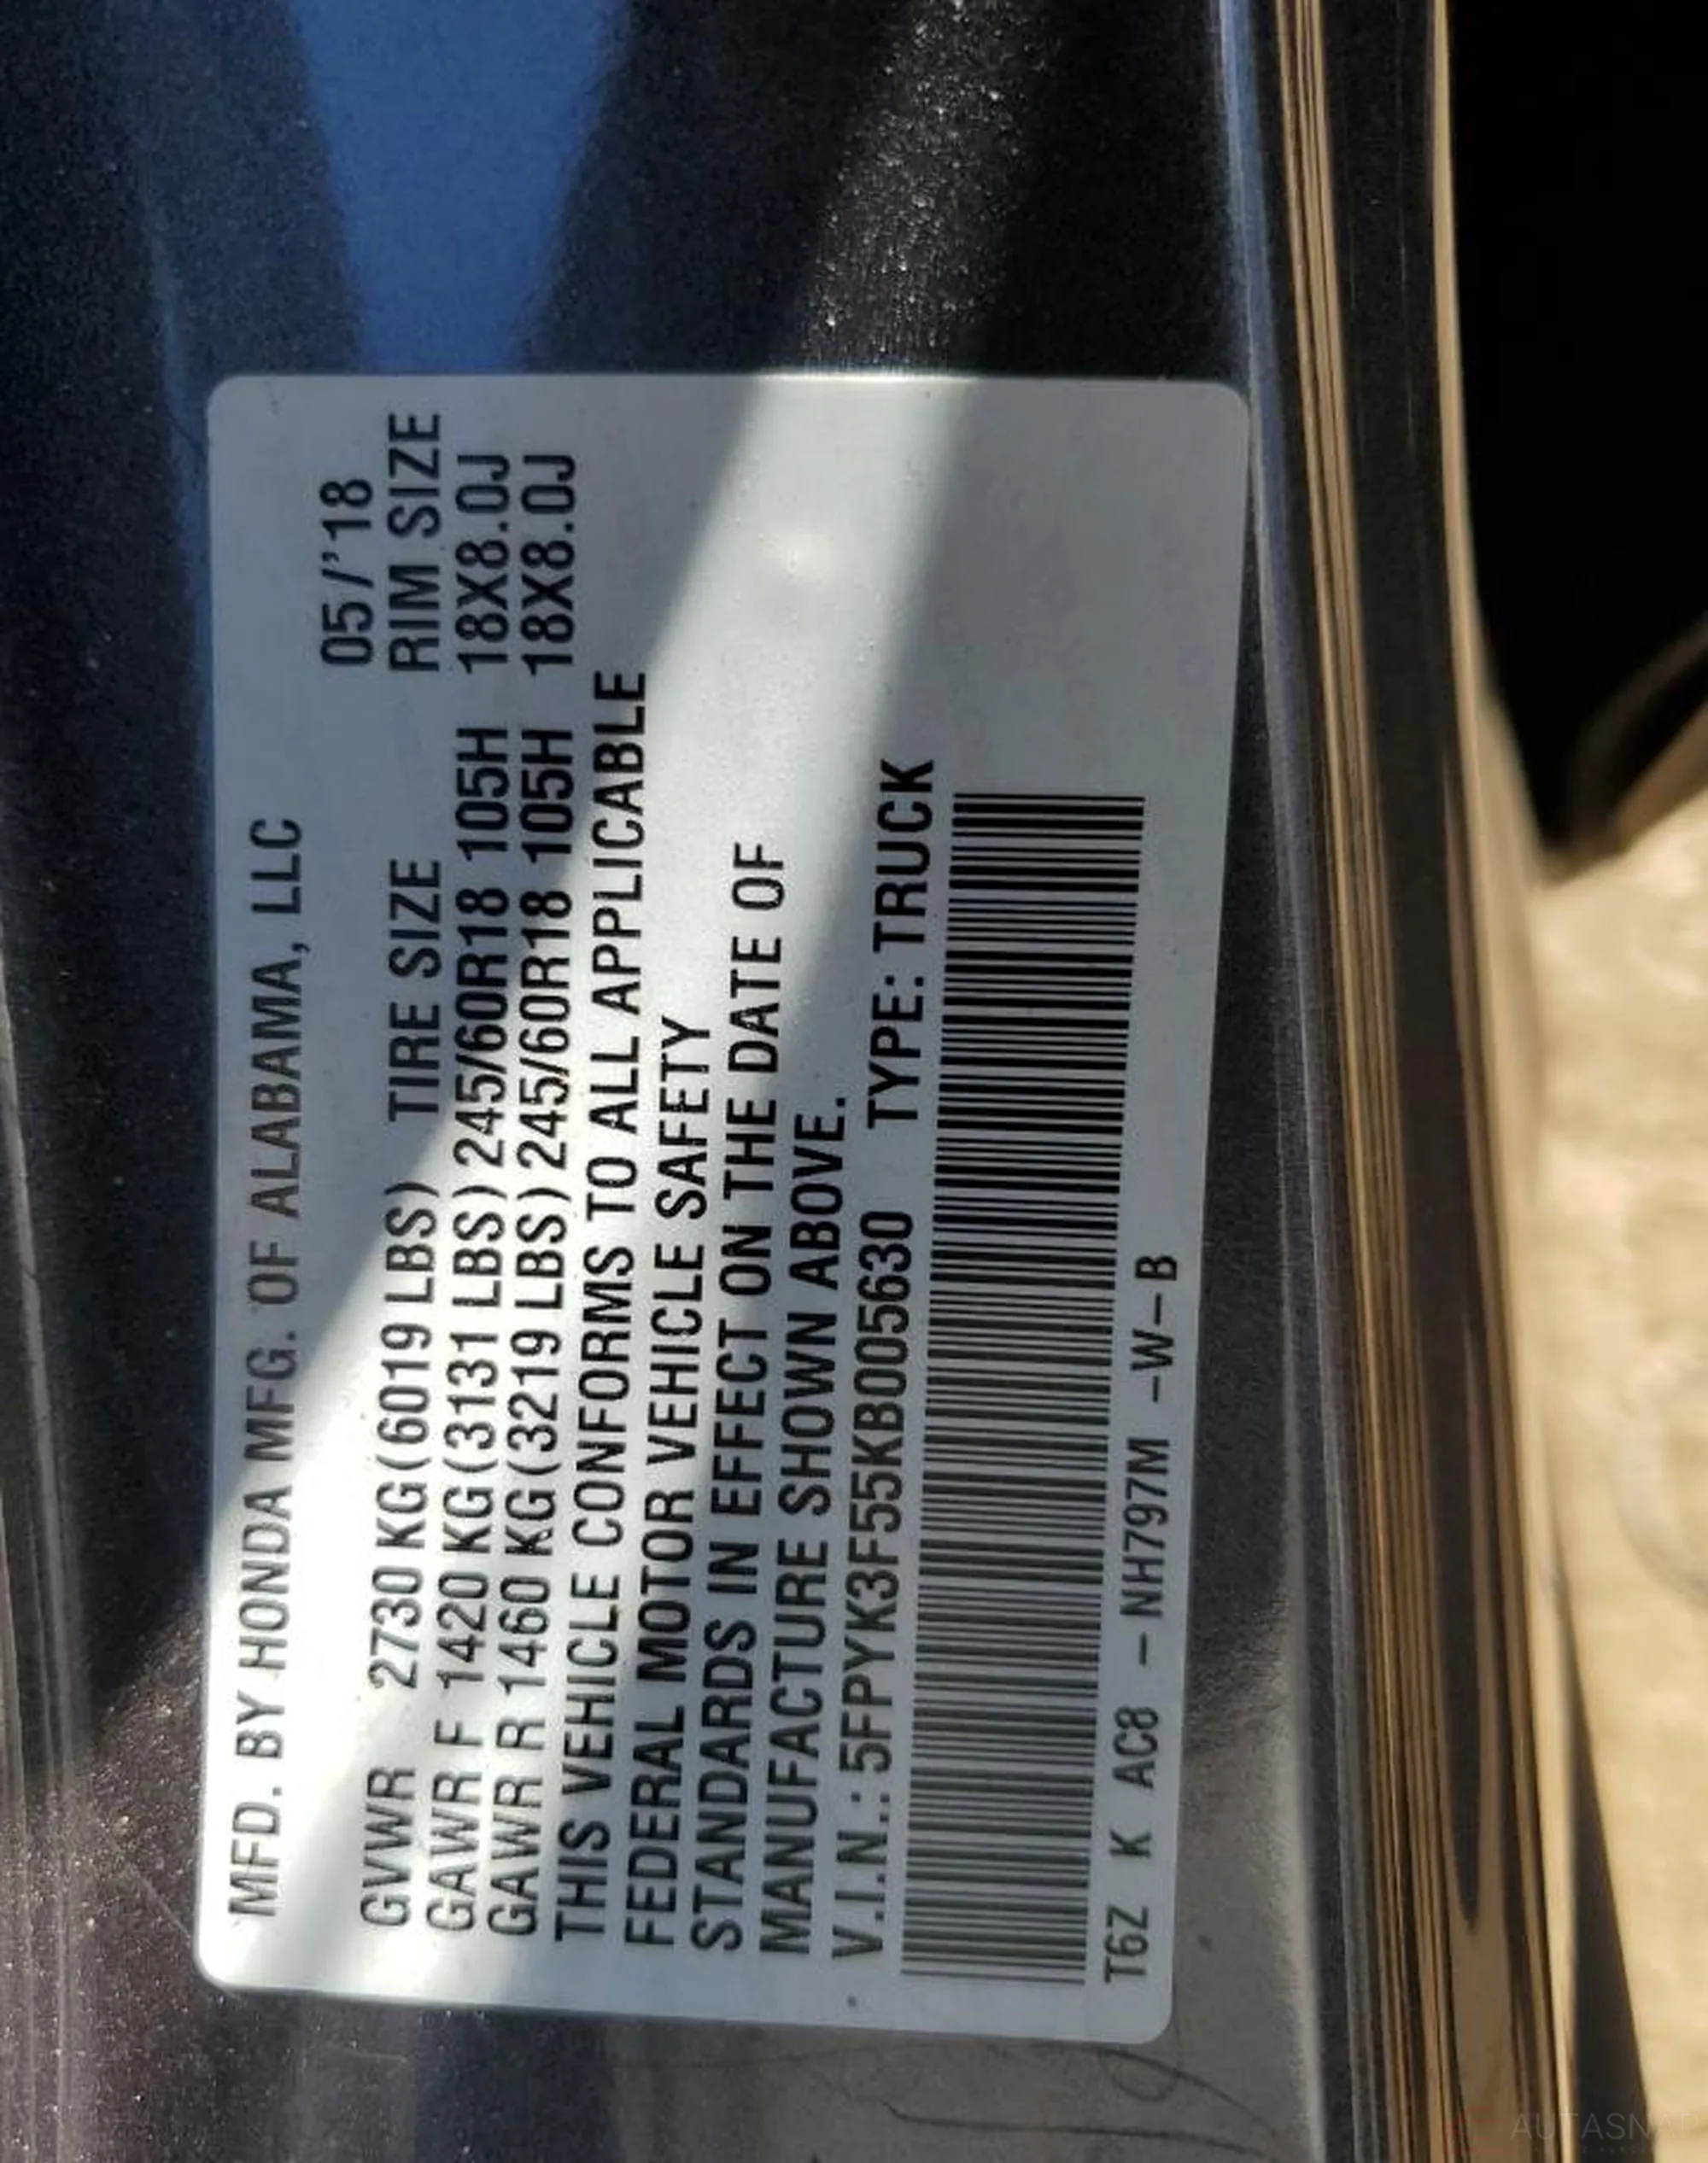 MFD. BY HONDA MFG. OF ALABAMA, LLC
05/'18
TIRE SIZE RIM SIZE
GVWR 2730 KG(6019 LBS)
GAWR F 1420 KG(3131 LBS) 245/60R18 105H 18X8.0J
GAWR R 1460 KG(3219 LBS) 245/60R18 105H 18X8.0J
THIS VEHICLE CONFORMS TO ALL APPLICABLE
FEDERAL MOTOR VEHICLE SAFETY
STANDARDS IN EFFECT ON THE DATE OF
MANUFACTURE SHOWN ABOVE.
V.I.N.: 5FPYK3F55KB005630 TYPE: TRUCK
T6Z K AC8 - NH797M -W-B